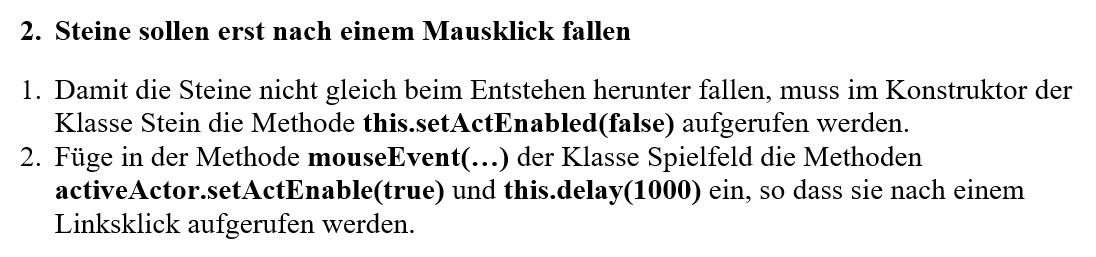 2. Steine sollen erst nach einem Mausklick fallen
1. Damit die Steine nicht gleich beim Entstehen herunter fallen, muss im Konstruktor der
Klasse Stein die Methode this.setActEnabled(false) aufgerufen werden.
2. Füge in der Methode mouseEvent(…) der Klasse Spielfeld die Methoden
activeActor.setActEnable(true) und this.delay(1000) ein, so dass sie nach einem
Linksklick aufgerufen werden.